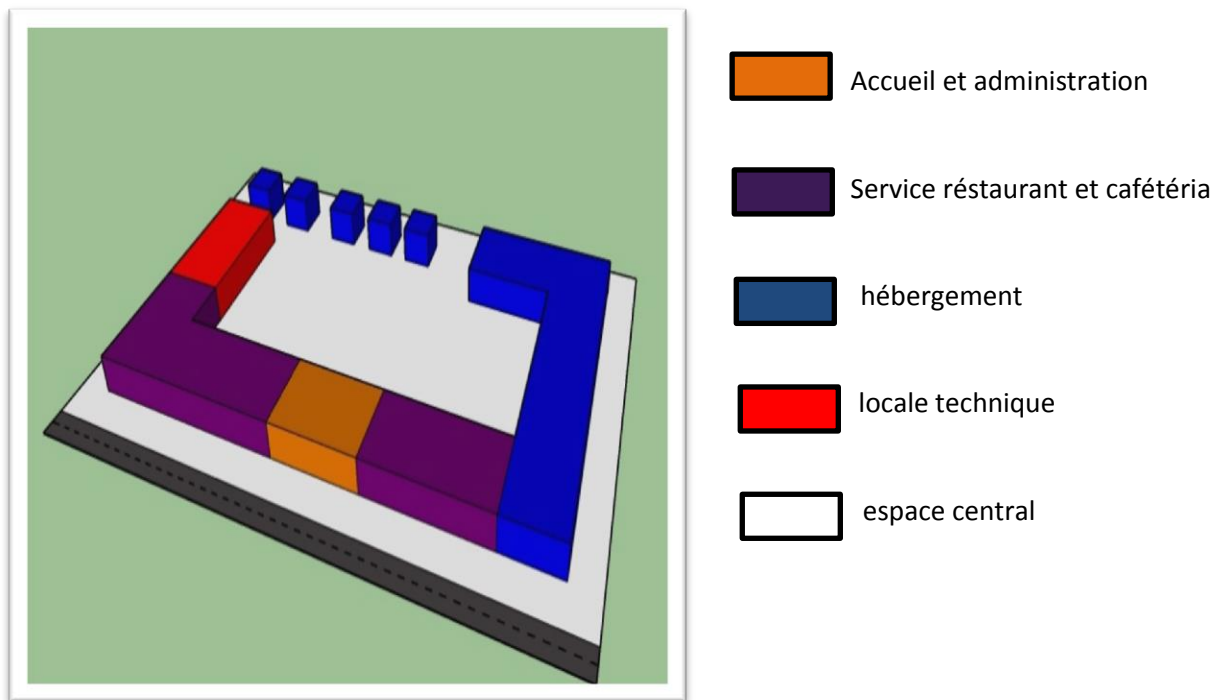 Accueil et administration
Service réstaurant et cafétéria
hébergement
locale technique
espace central